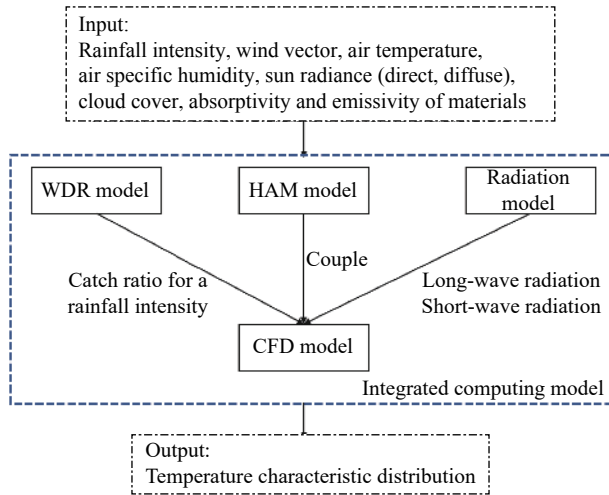 Input:
Rainfall intensity, wind vector, air temperature,
air specific humidity, sun radiance (direct, diffuse),
cloud cover, absorptivity and emissivity of materials
WDR model
HAM model
Radiation
model
Catch ratio for a
rainfall intensity
Couple
Long-wave radiation
Short-wave radiation
CFD model
Integrated computing model
Output:
Temperature characteristic distribution